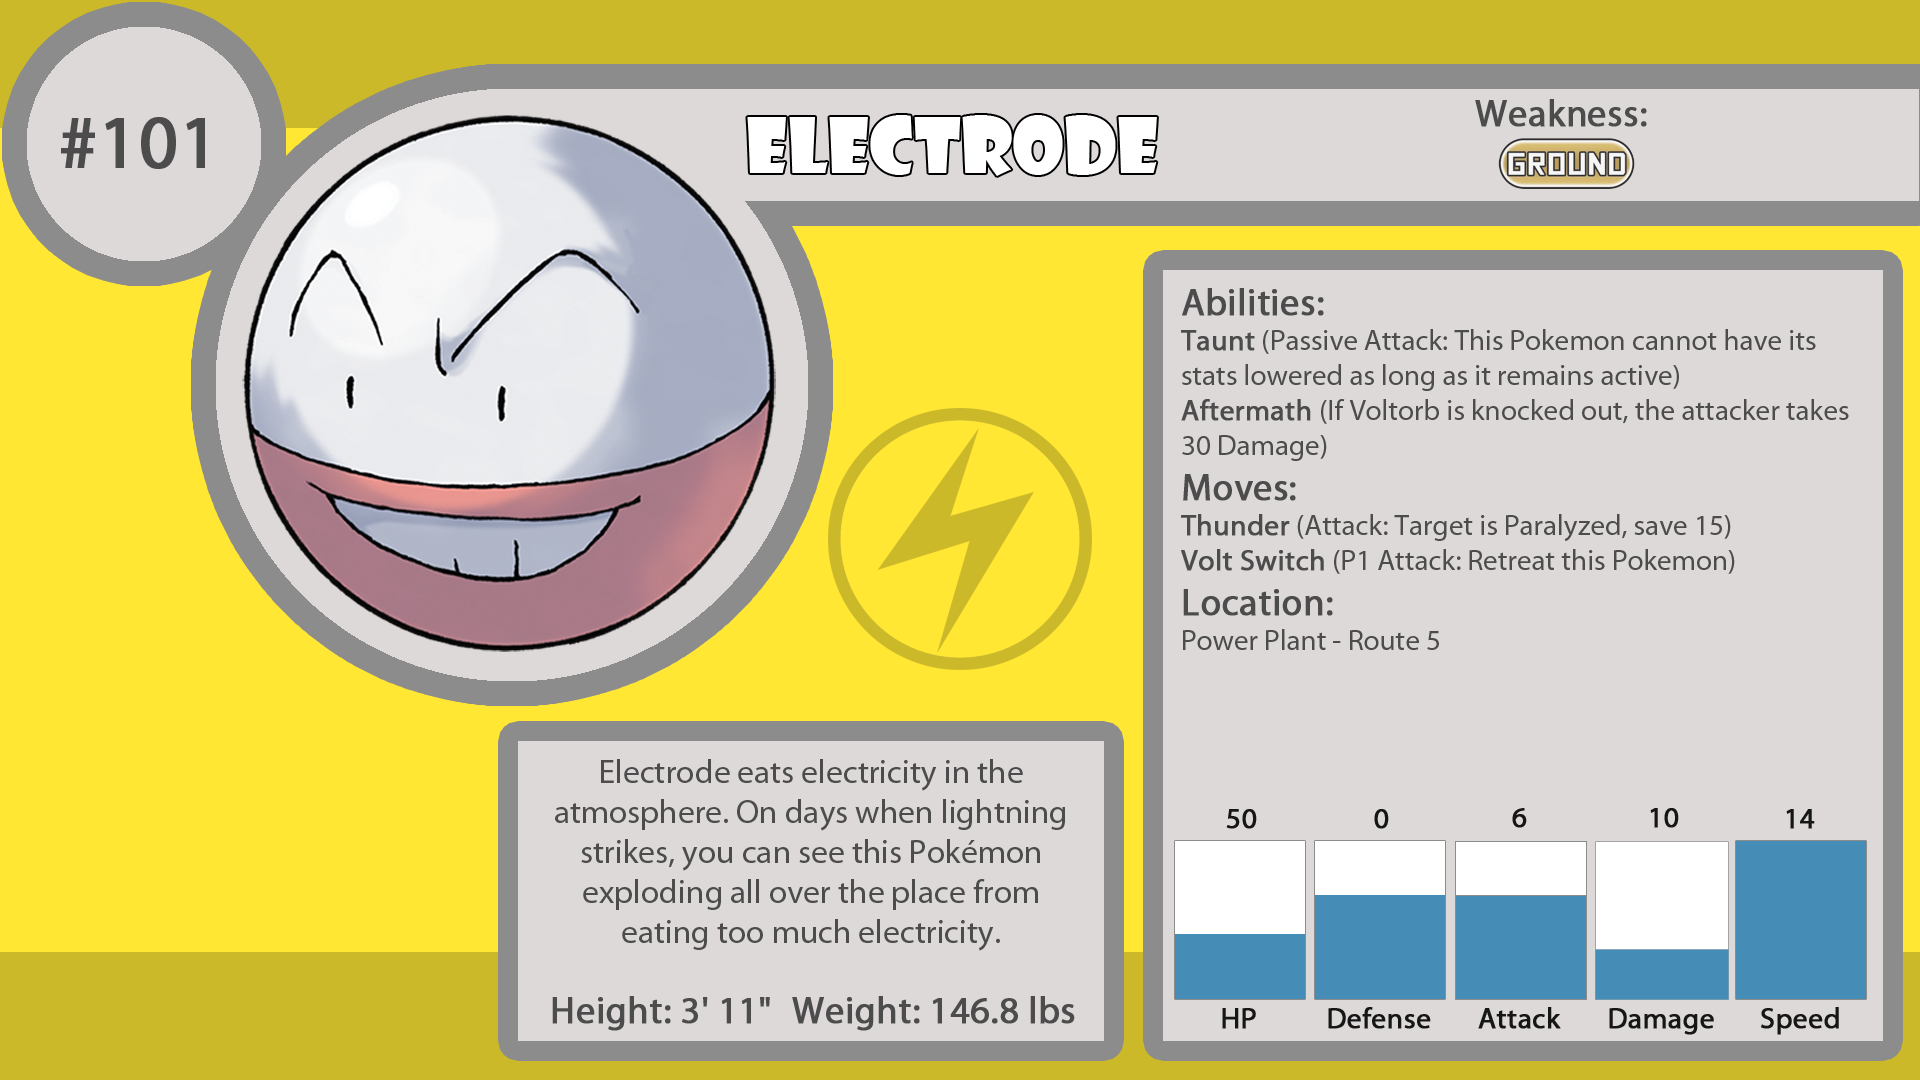 #101
ELECTRODE
Weakness:
GROUND
Abilities:
Taunt (Passive Attack: This Pokemon cannot have its
stats lowered as long as it remains active)
Aftermath (If Voltorb is knocked out, the attacker takes
30 Damage)
Moves:
Thunder (Attack: Target is Paralyzed, save 15)
Volt Switch (P1 Attack: Retreat this Pokemon)
Location:
Power Plant - Route 5
Electrode eats electricity in the
atmosphere. On days when lightning
strikes, you can see this Pokémon
exploding all over the place from
eating too much electricity.
Height: 3' 11" Weight: 146.8 lbs
50 0 6 10 14
HP Defense Attack Damage Speed